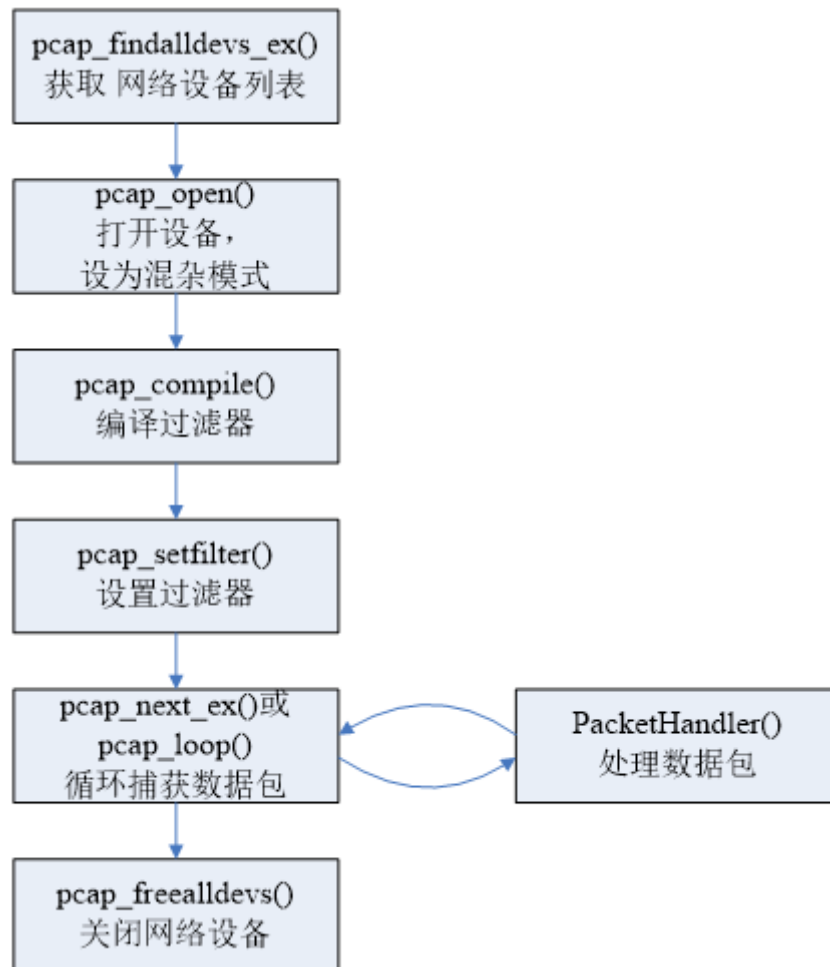 pcap_findalldevs_ex()
获取 网络设备列表
pcap_open()
打开设备，
设为混杂模式
pcap_compile()
编译过滤器
pcap_setfilter()
设置过滤器
pcap_next_ex()或
pcap_loop()
循环捕获数据包
PacketHandler()
处理数据包
pcap_freealldevs()
关闭网络设备